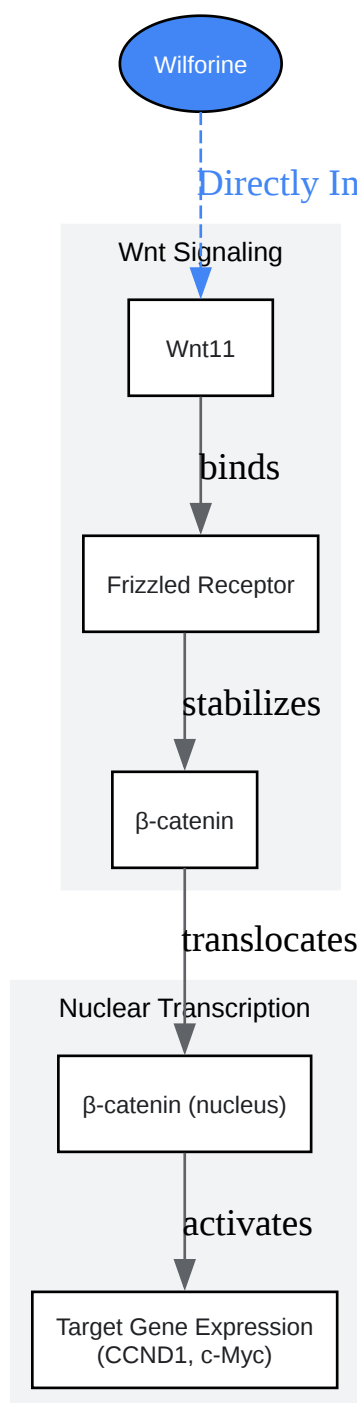 Wilforine
Directly In
Wnt Signaling
Wnt11
binds
Frizzled Receptor
stabilizes
β-catenin
translocates
Nuclear Transcription
β-catenin (nucleus)
activates
Target Gene Expression
(CCND1, c-Myc)